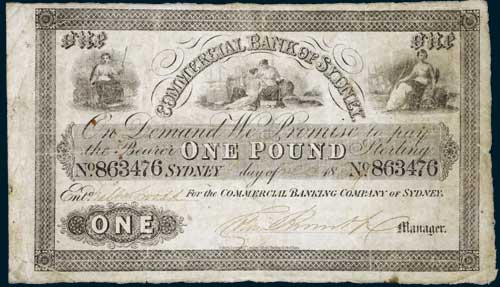 One One
COMMERCIAL BANK OF SYDNEY
On Demand We Promise to pay
the Bearer ONE POUND Sterling
No 863476 SYDNEY day of 18 No 863476
Entd For the COMMERCIAL BANKING COMPANY OF SYDNEY.
ONE
Manager.